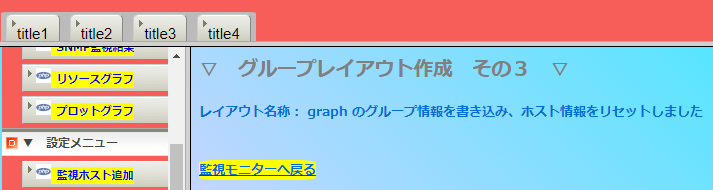 title1 title2 title3 title4
SNMP監視結果
リソースグラフ
プロットグラフ
▼ 設定メニュー
監視ホスト追加
▽ グループレイアウト作成 その３ ▽
レイアウト名称： graph のグループ情報を書き込み、ホスト情報をリセットしました
監視モニターへ戻る